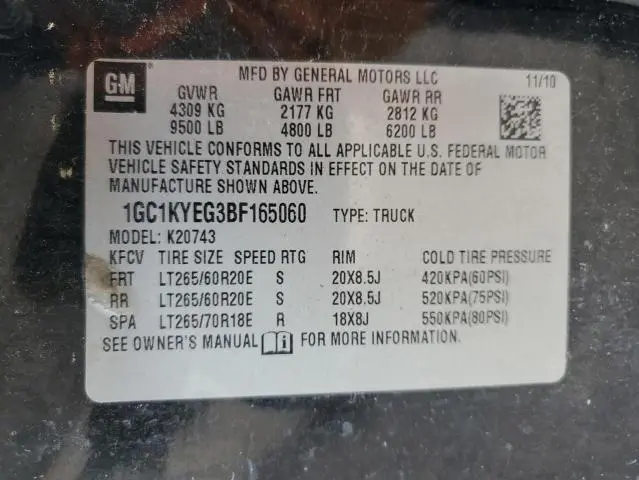 GM
MFD BY GENERAL MOTORS LLC 11/10
GVWR GAWR FRT GAWR RR
4309 KG 2177 KG 2812 KG
9500 LB 4800 LB 6200 LB
THIS VEHICLE CONFORMS TO ALL APPLICABLE U.S. FEDERAL MOTOR
VEHICLE SAFETY STANDARDS IN EFFECT ON THE DATE OF
MANUFACTURE SHOWN ABOVE.
1GC1KYEG3BF165060 TYPE: TRUCK
MODEL: K20743
KFCV TIRE SIZE SPEED RTG RIM COLD TIRE PRESSURE
FRT LT265/60R20E S 20X8.5J 420KPA(60PSI)
RR LT265/60R20E S 20X8.5J 520KPA(75PSI)
SPA LT265/70R18E R 18X8J 550KPA(80PSI)
SEE OWNER'S MANUAL i FOR MORE INFORMATION.